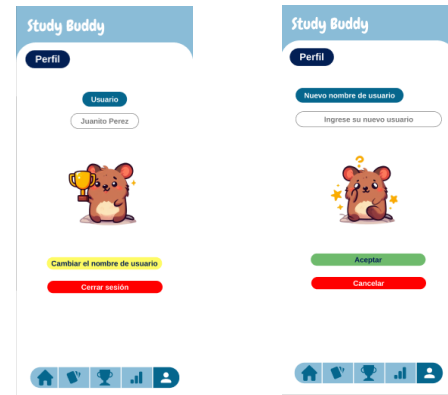 Study Buddy
Perfil
Usuario
Juanito Perez
Cambiar el nombre de usuario
Cerrar sesión
Study Buddy
Perfil
Nuevo nombre de usuario
Ingrese su nuevo usuario
?
Aceptar
Cancelar